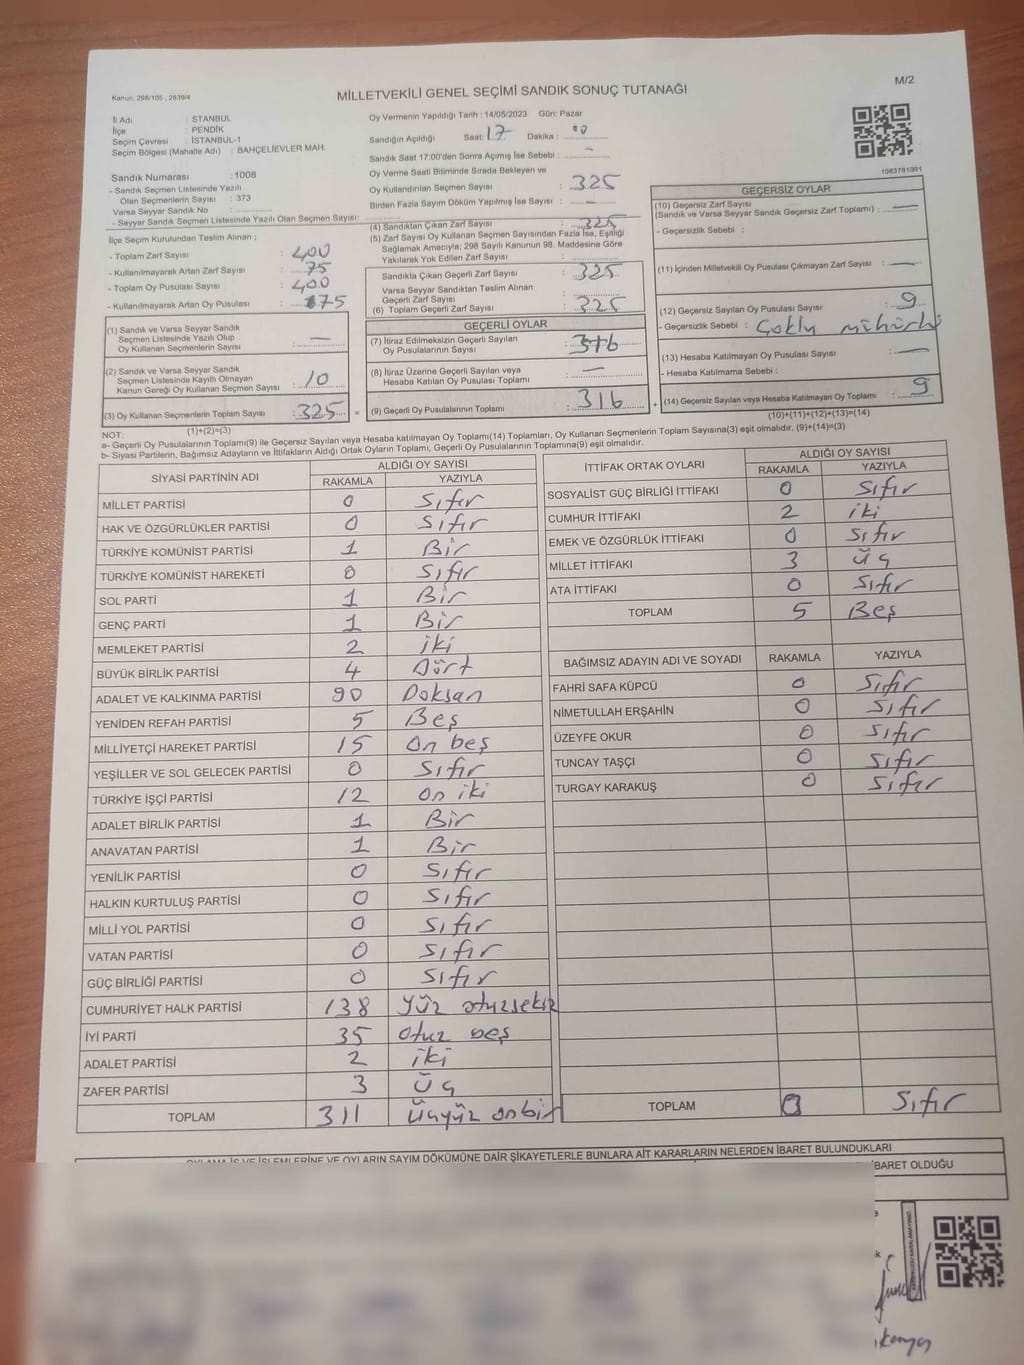 Kanun: 298/105 , 2839/4
MİLLETVEKİLİ GENEL SEÇİMİ SANDIK SONUÇ TUTANAĞI
M/2
İl Adı : İSTANBUL
İlçe : PENDİK
Seçim Çevresi : İSTANBUL-1
Seçim Bölgesi (Mahalle Adı) : BAHÇELİEVLER MAH.
Sandık Numarası :1008
- Sandık Seçmen Listesinde Yazılı
Olan Seçmenlerin Sayısı : 373
Varsa Seyyar Sandık No :
- Seyyar Sandık Seçmen Listesinde Yazılı Olan Seçmen Sayısı:
Oy Vermenin Yapıldığı Tarih : 14/05/2023 Gün: Pazar
Sandığın Açıldığı Saat: 17 Dakika :
Sandık Saat 17:00'den Sonra Açımış İse Sebebi : -
Oy Verme Saati Bitiminde Sırada Bekleyen ve
Oy Kullandırılan Seçmen Sayısı : 325
Birden Fazla Sayım Döküm Yapılmış İse Sayısı : -
1083781991
İlçe Seçim Kurulundan Teslim Alınan ;
- Toplam Zarf Sayısı : 400
- Kullanılmayarak Artan Zarf Sayısı : 75
- Toplam Oy Pusulası Sayısı : 400
- Kullanılmayarak Artan Oy Pusulası : 75
(1) Sandık ve Varsa Seyyar Sandık
Seçmen Listesinde Yazılı Olup
Oy Kullanan Seçmenlerin Sayısı : —
(2) Sandık ve Varsa Seyyar Sandık
Seçmen Listesinde Kayıtlı Olmayan
Kanun Gereği Oy Kullanan Seçmen Sayısı : 10
(3) Oy Kullanan Seçmenlerin Toplam Sayısı : 325
(1)+(2)=(3)
(4) Sandıktan Çıkan Zarf Sayısı : 325
(5) Zarf Sayısı Oy Kullanan Seçmen Sayısından Fazla İse, Eşitliği
Sağlamak Amacıyla; 298 Sayılı Kanunun 98. Maddesine Göre
Yakılarak Yok Edilen Zarf Sayısı :
Sandıkta Çıkan Geçerli Zarf Sayısı : 325
Varsa Seyyar Sandıktan Teslim Alınan
Geçerli Zarf Sayısı :
(6) Toplam Geçerli Zarf Sayısı : 325
GEÇERLİ OYLAR
(7) İtiraz Edilmeksizin Geçerli Sayılan
Oy Pusulalarının Sayısı : 316
(8) İtiraz Üzerine Geçerli Sayılan veya
Hesaba Katılan Oy Pusulası Toplamı : —
= (9) Geçerli Oy Pusulalarının Toplamı : 316 +
GEÇERSİZ OYLAR
(10) Geçersiz Zarf Sayısı
(Sandık ve Varsa Seyyar Sandık Geçersiz Zarf Toplamı) : —
- Geçersizlik Sebebi :
(11) İçinden Milletvekili Oy Pusulası Çıkmayan Zarf Sayısı : —
(12) Geçersiz Sayılan Oy Pusulası Sayısı : 9
- Geçersizlik Sebebi : Çoklu mühürlü
(13) Hesaba Katılmayan Oy Pusulası Sayısı : —
- Hesaba Katılmama Sebebi :
(14) Geçersiz Sayılan veya Hesaba Katılmayan Oy Toplamı : 9
(10)+(11)+(12)+(13)=(14)
NOT:
a- Geçerli Oy Pusulalarının Toplamı(9) ile Geçersiz Sayılan veya Hesaba katılmayan Oy Toplamı(14) Toplamları, Oy Kullanan Seçmenlerin Toplam Sayısına(3) eşit olmalıdır. (9)+(14)=(3)
b- Siyasi Partilerin, Bağımsız Adayların ve İttifakların Aldığı Ortak Oyların Toplamı, Geçerli Oy Pusulalarının Toplamına(9) eşit olmalıdır.
SİYASİ PARTİNİN ADI ALDIĞI OY SAYISI
RAKAMLA YAZIYLA
MİLLET PARTİSİ 0 Sıfır
HAK VE ÖZGÜRLÜKLER PARTİSİ 0 Sıfır
TÜRKİYE KOMÜNİST PARTİSİ 1 Bir
TÜRKİYE KOMÜNİST HAREKETİ 0 Sıfır
SOL PARTİ 1 Bir
GENÇ PARTİ 1 Bir
MEMLEKET PARTİSİ 2 iki
BÜYÜK BİRLİK PARTİSİ 4 Dört
ADALET VE KALKINMA PARTİSİ 90 Doksan
YENİDEN REFAH PARTİSİ 5 Beş
MİLLİYETÇİ HAREKET PARTİSİ 15 On beş
YEŞİLLER VE SOL GELECEK PARTİSİ 0 Sıfır
TÜRKİYE İŞÇİ PARTİSİ 12 On iki
ADALET BİRLİK PARTİSİ 1 Bir
ANAVATAN PARTİSİ 1 Bir
YENİLİK PARTİSİ 0 Sıfır
HALKIN KURTULUŞ PARTİSİ 0 Sıfır
MİLLİ YOL PARTİSİ 0 Sıfır
VATAN PARTİSİ 0 Sıfır
GÜÇ BİRLİĞİ PARTİSİ 0 Sıfır
CUMHURİYET HALK PARTİSİ 138 Yüz otuzsekiz
İYİ PARTİ 35 Otuz beş
ADALET PARTİSİ 2 iki
ZAFER PARTİSİ 3 Üç
TOPLAM 311 Üçyüz onbir
İTTİFAK ORTAK OYLARI ALDIĞI OY SAYISI
RAKAMLA YAZIYLA
SOSYALİST GÜÇ BİRLİĞİ İTTİFAKI 0 Sıfır
CUMHUR İTTİFAKI 2 iki
EMEK VE ÖZGÜRLÜK İTTİFAKI 0 Sıfır
MİLLET İTTİFAKI 3 Üç
ATA İTTİFAKI 0 Sıfır
TOPLAM 5 Beş
BAĞIMSIZ ADAYIN ADI VE SOYADI RAKAMLA YAZIYLA
FAHRİ SAFA KÜPCÜ 0 Sıfır
NİMETULLAH ERŞAHİN 0 Sıfır
ÜZEYFE OKUR 0 Sıfır
TUNCAY TAŞÇI 0 Sıfır
TURGAY KARAKUŞ 0 Sıfır
TOPLAM 0 Sıfır
OYLAMA İŞ VE İŞLEMLERİNE VE OYLARIN SAYIM DÖKÜMÜNE DAİR ŞİKAYETLERLE BUNLARA AİT KARARLARIN NELERDEN İBARET BULUNDUKLARI
İBARET OLDUĞU